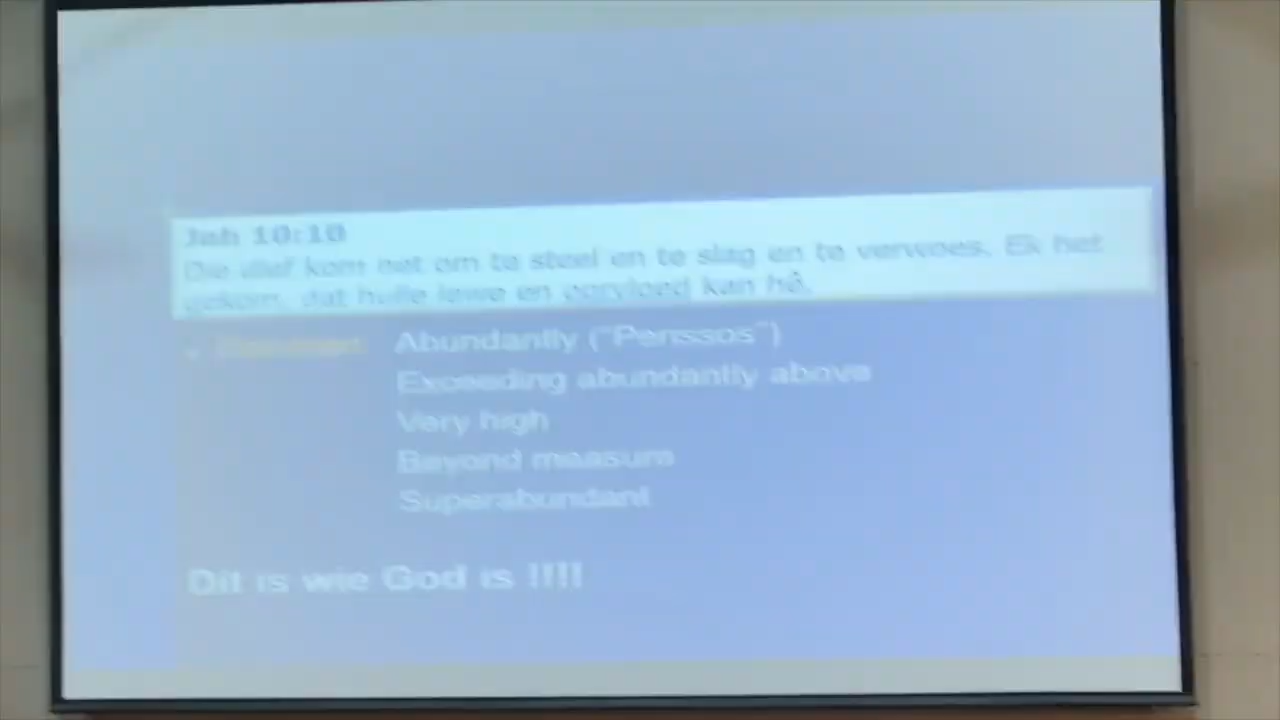 Joh 10:10
Die dief kom net om te steel en te slag en te verwoes. Ek het
gekom, dat hulle lewe en oorvloed kan hê.
Abundantly ("Perissos")
Exceeding abundantly above
Very high
Beyond measure
Superabundant
Dit is wie God is !!!!